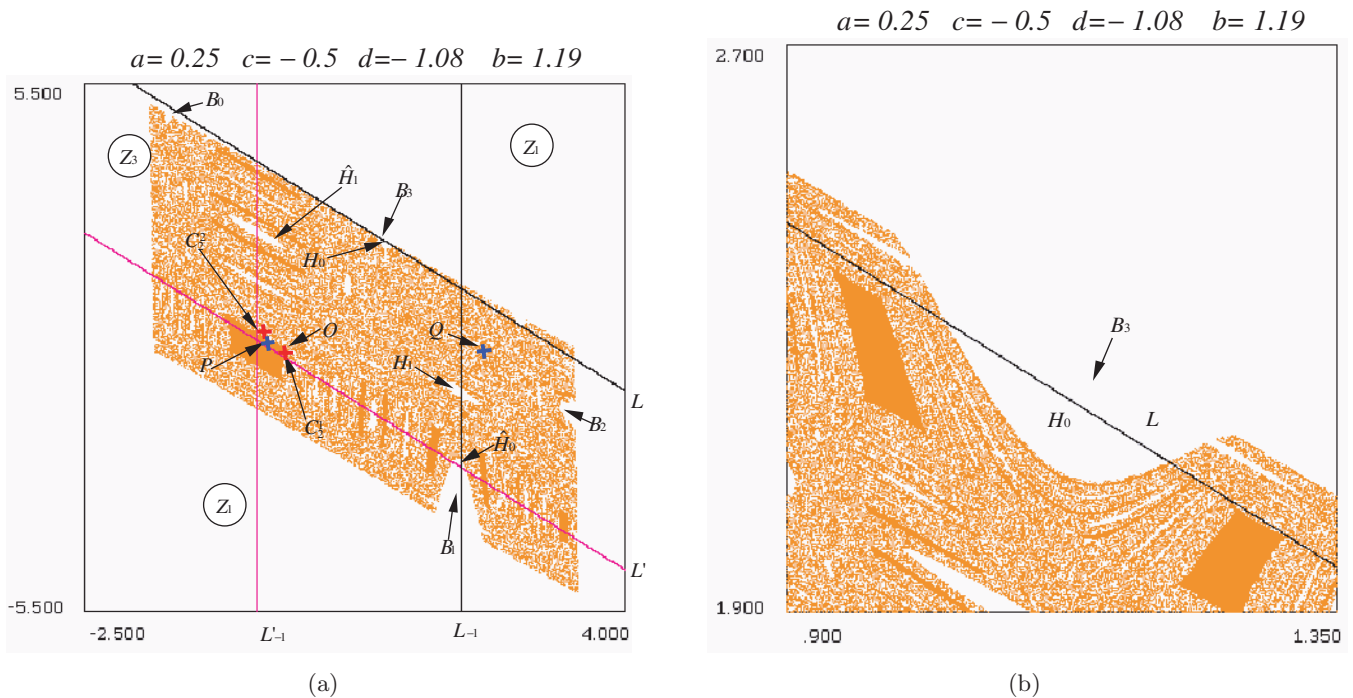 a= 0.25 c= − 0.5 d=− 1.08 b= 1.19
5.500
B₀
Z₃
Z₁
Ĥ₁
B₃
C₂²
H₀
O
Q
P
H₁
L
C₂¹
B₂
Ĥ₀
Z₁
B₁
L'
-5.500
-2.500
L'₋₁
L₋₁
4.000
(a)
a= 0.25 c= − 0.5 d=− 1.08 b= 1.19
2.700
B₃
H₀
L
1.900
.900
1.350
(b)